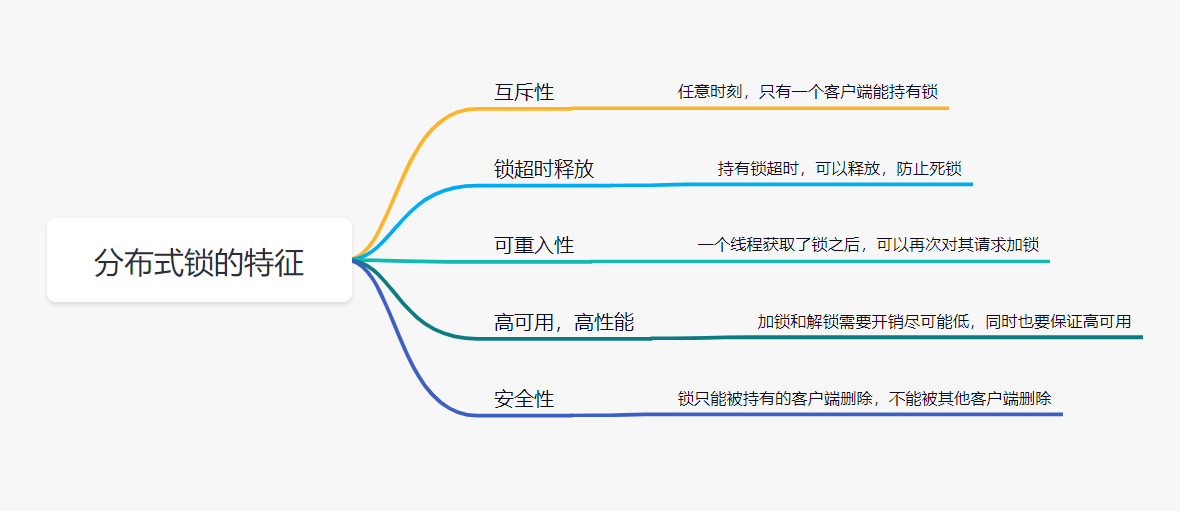 分布式锁的特征
互斥性
任意时刻，只有一个客户端能持有锁
锁超时释放
持有锁超时，可以释放，防止死锁
可重入性
一个线程获取了锁之后，可以再次对其请求加锁
高可用，高性能
加锁和解锁需要开销尽可能低，同时也要保证高可用
安全性
锁只能被持有的客户端删除，不能被其他客户端删除